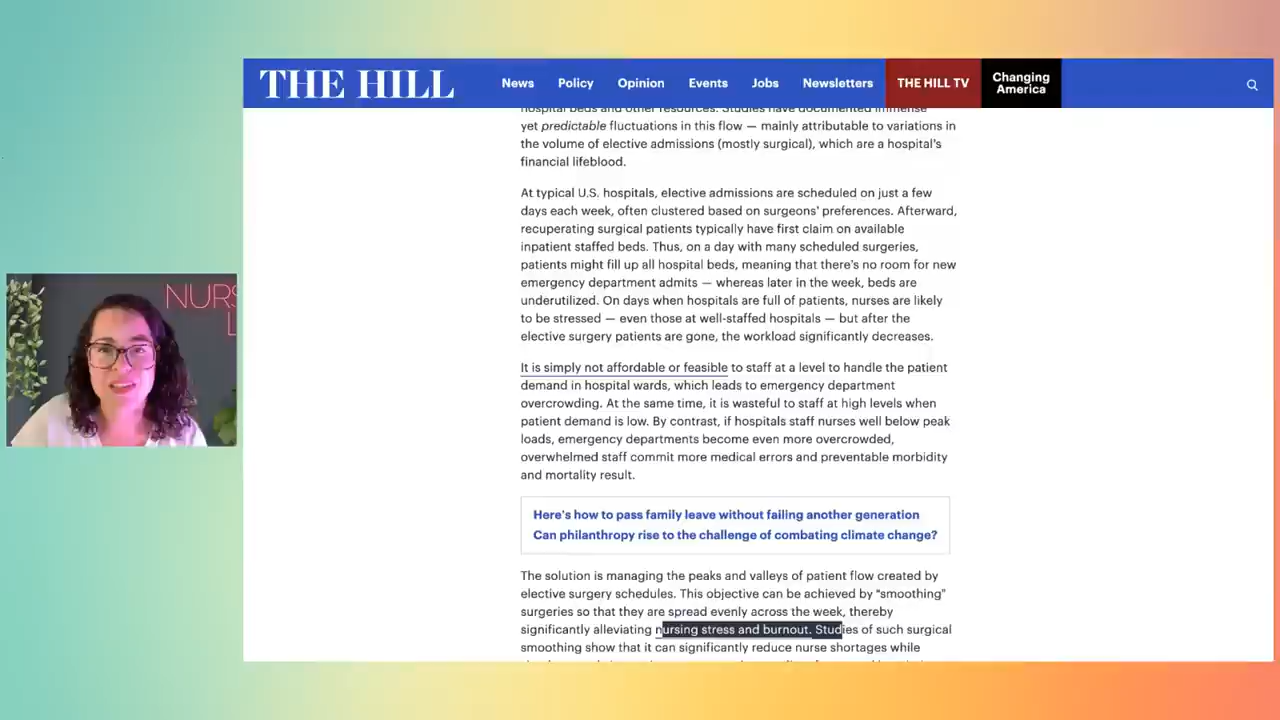 THE HILL
News
Policy
Opinion
Events
Jobs
Newsletters
THE HILL TV
Changing
America
hospital beds and other resources. Studies have documented immense
yet predictable fluctuations in this flow — mainly attributable to variations in
the volume of elective admissions (mostly surgical), which are a hospital's
financial lifeblood.
At typical U.S. hospitals, elective admissions are scheduled on just a few
days each week, often clustered based on surgeons' preferences. Afterward,
recuperating surgical patients typically have first claim on available
inpatient staffed beds. Thus, on a day with many scheduled surgeries,
patients might fill up all hospital beds, meaning that there's no room for new
emergency department admits — whereas later in the week, beds are
underutilized. On days when hospitals are full of patients, nurses are likely
to be stressed — even those at well-staffed hospitals — but after the
elective surgery patients are gone, the workload significantly decreases.
It is simply not affordable or feasible to staff at a level to handle the patient
demand in hospital wards, which leads to emergency department
overcrowding. At the same time, it is wasteful to staff at high levels when
patient demand is low. By contrast, if hospitals staff nurses well below peak
loads, emergency departments become even more overcrowded,
overwhelmed staff commit more medical errors and preventable morbidity
and mortality result.
Here's how to pass family leave without failing another generation
Can philanthropy rise to the challenge of combating climate change?
The solution is managing the peaks and valleys of patient flow created by
elective surgery schedules. This objective can be achieved by "smoothing"
surgeries so that they are spread evenly across the week, thereby
significantly alleviating nursing stress and burnout. Studies of such surgical
smoothing show that it can significantly reduce nurse shortages while
NURS
L